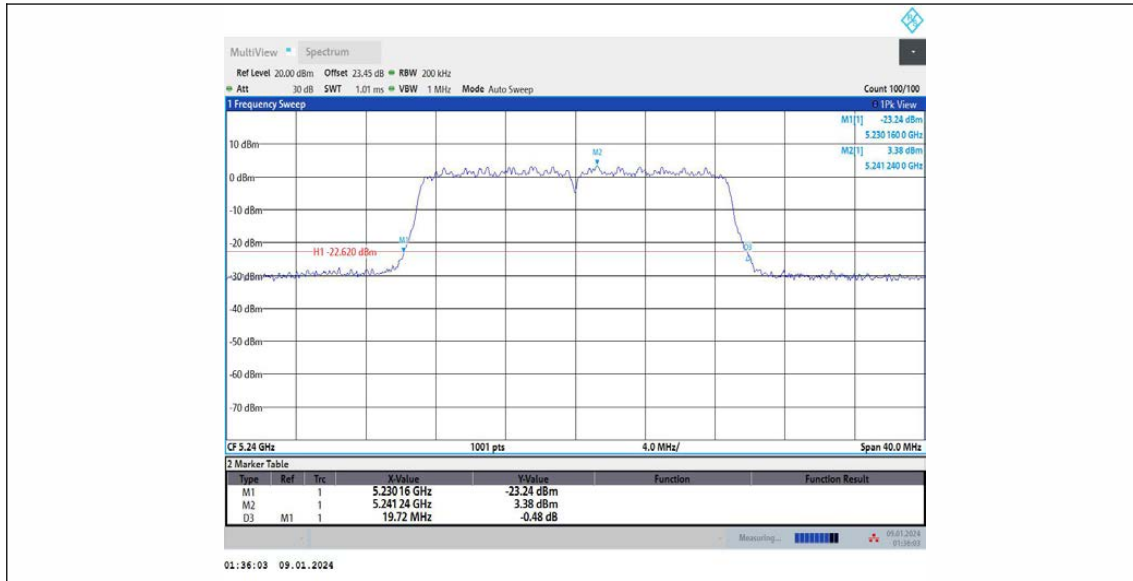 MultiView Spectrum
Ref Level 20.00 dBm Offset 23.45 dB RBW 200 kHz
Att 30 dB SWT 1.01 ms VBW 1 MHz Mode Auto Sweep Count 100/100
1 Frequency Sweep 1Pk View
M1[1] -23.24 dBm
5.230 160 0 GHz
M2[1] 3.38 dBm
5.241 240 0 GHz
10 dBm
M2
0 dBm
-10 dBm
-20 dBm
M1
D3
H1 -22.620 dBm
-30 dBm
-40 dBm
-50 dBm
-60 dBm
-70 dBm
CF 5.24 GHz 1001 pts 4.0 MHz/ Span 40.0 MHz
2 Marker Table
Type Ref Trc X-Value Y-Value Function Function Result
M1 1 5.23016 GHz -23.24 dBm
M2 1 5.241 24 GHz 3.38 dBm
D3 M1 1 19.72 MHz -0.48 dB
Measuring... 09.01.2024
01:36:03
01:36:03 09.01.2024